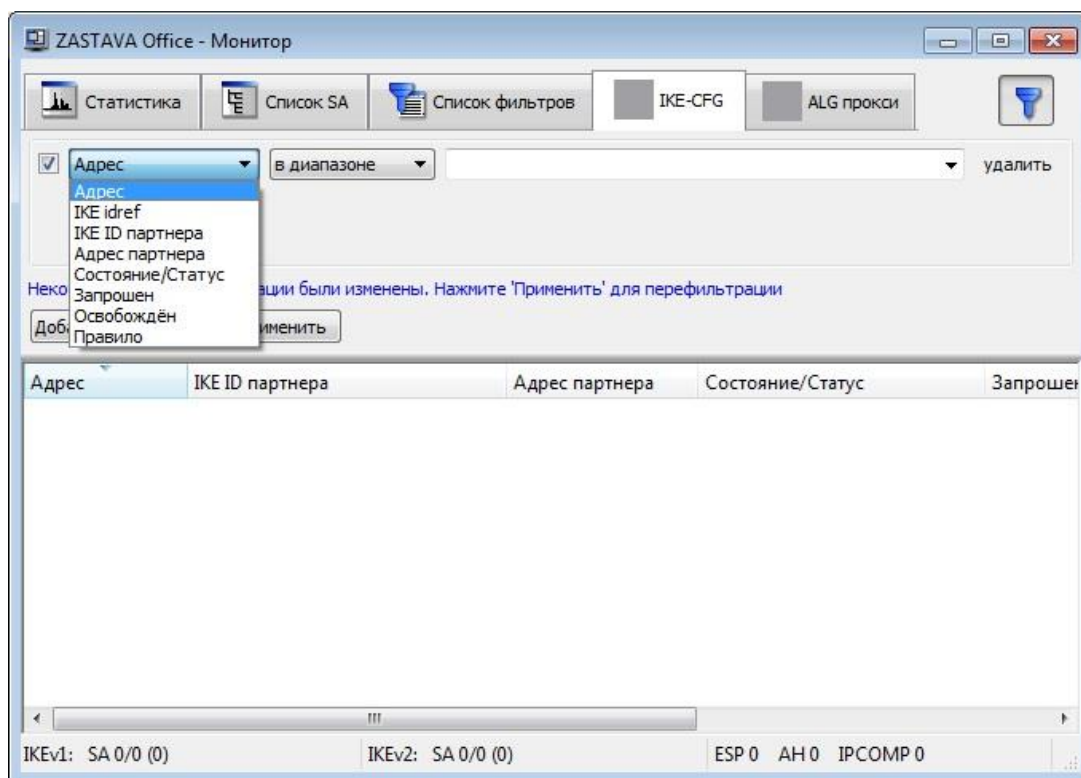 ZASTAVA Office - Монитор
Статистика Список SA Список фильтров IKE-CFG ALG прокси
Адрес в диапазоне удалить
Адрес
IKE idref
IKE ID партнера
Адрес партнера
Состояние/Статус
Запрошен
Освобождён
Правило
Неко ации были изменены. Нажмите 'Применить' для перефильтрации
Доба именить
Адрес IKE ID партнера Адрес партнера Состояние/Статус Запрошен
IKEv1: SA 0/0 (0) IKEv2: SA 0/0 (0) ESP 0 AH 0 IPCOMP 0